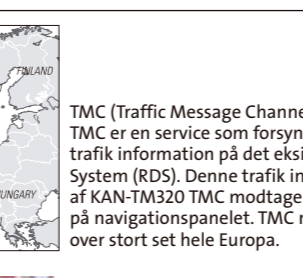 FINLAND
UNGARY
TMC (Traffic Message Channe
TMC er en service som forsyn
trafik information på det eksi
System (RDS). Denne trafik in
af KAN-TM320 TMC modtage
på navigationspanelet. TMC r
over stort set hele Europa.